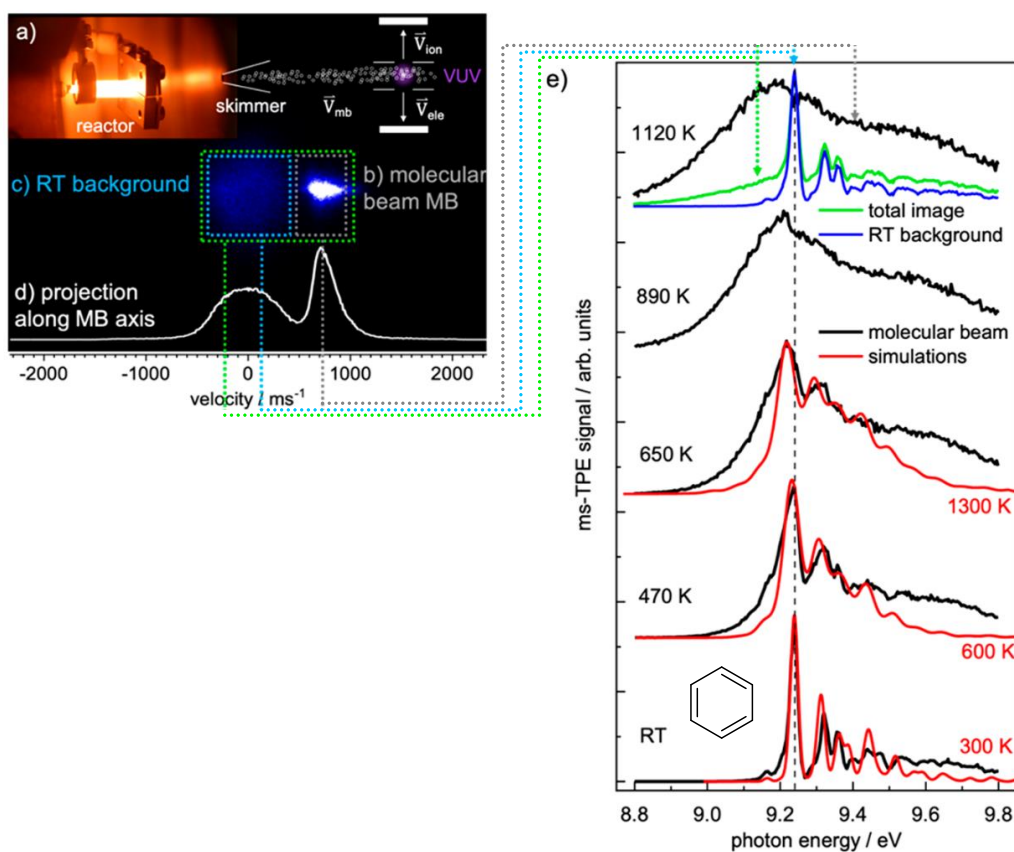 a)
reactor
skimmer
V⃗mb
V⃗ion
V⃗ele
VUV
c) RT background
b) molecular
beam MB
d) projection
along MB axis
-2000 -1000 0 1000 2000
velocity / ms⁻¹
e)
1120 K
total image
RT background
890 K
molecular beam
simulations
650 K
1300 K
470 K
600 K
RT
300 K
8.8 9.0 9.2 9.4 9.6 9.8
photon energy / eV
ms-TPE signal / arb. units